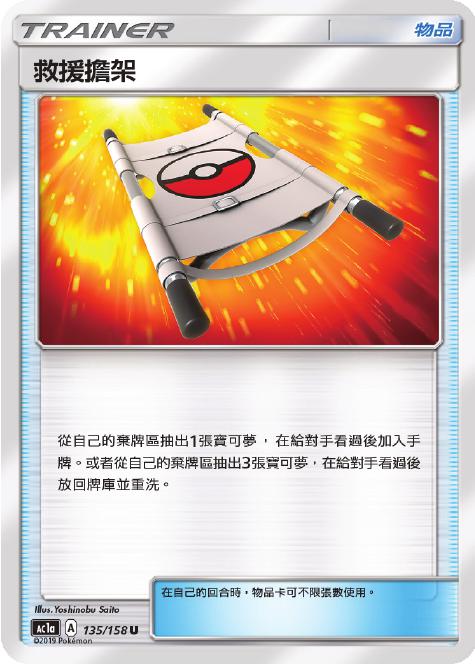 TRAINER
物品
救援擔架
從自己的棄牌區抽出1張寶可夢,在給對手看過後加入手
牌。或者從自己的棄牌區抽出3張寶可夢,在給對手看過後
放回牌庫並重洗。
在自己的回合時,物品卡可不限張數使用。
Illus. Yoshinobu Saito
AC1a A 135/158 U
©2019 Pokémon